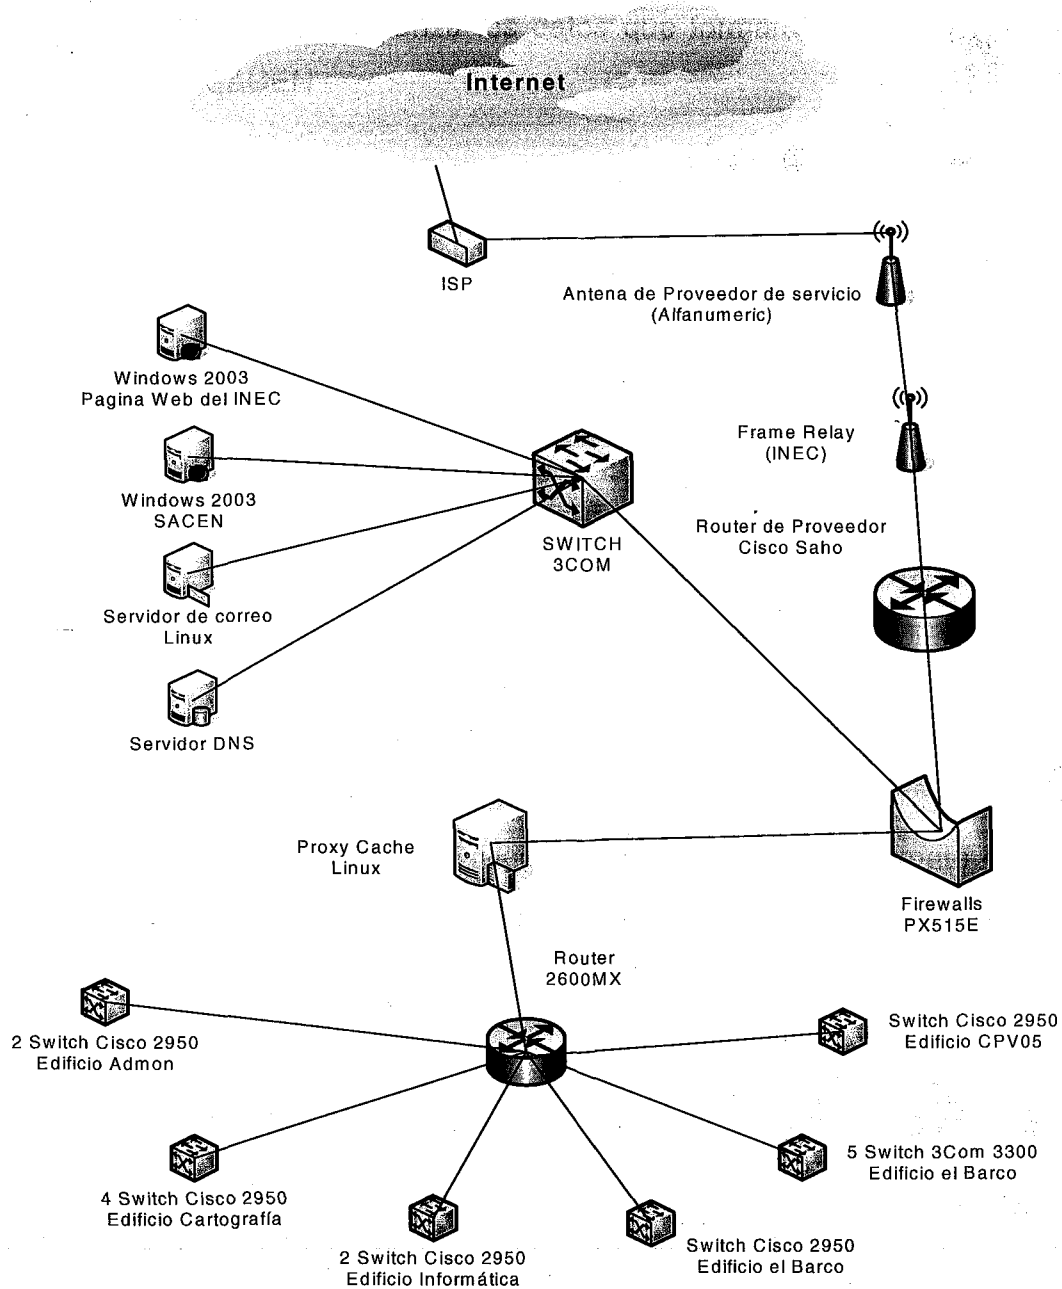 Internet
ISP
Antena de Proveedor de servicio
(Alfanumeric)
Windows 2003
Pagina Web del INEC
Frame Relay
(INEC)
Windows 2003
SACEN
SWITCH
3COM
Router de Proveedor
Cisco Saho
Servidor de correo
Linux
Servidor DNS
Proxy Cache
Linux
Firewalls
PX515E
Router
2600MX
2 Switch Cisco 2950
Edificio Admon
Switch Cisco 2950
Edificio CPV05
4 Switch Cisco 2950
Edificio Cartografía
5 Switch 3Com 3300
Edificio el Barco
2 Switch Cisco 2950
Edificio Informática
Switch Cisco 2950
Edificio el Barco